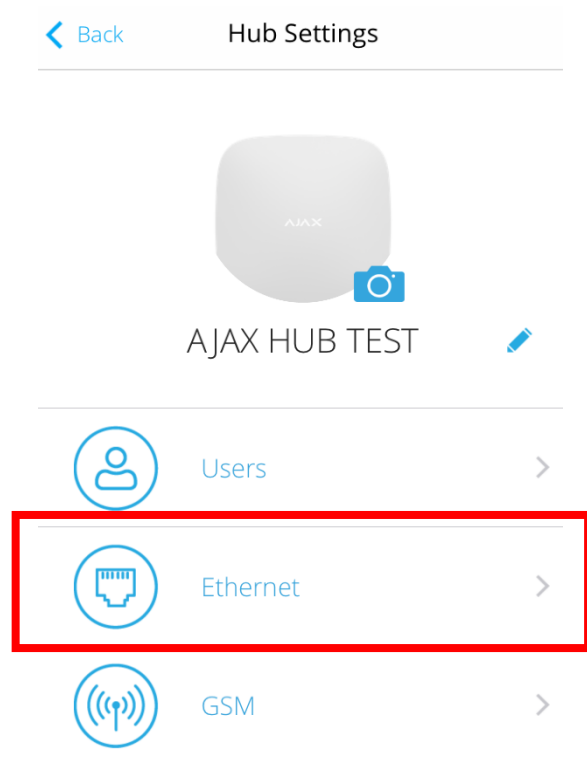 Back
Hub Settings
AJAX
AJAX HUB TEST
Users
Ethernet
GSM